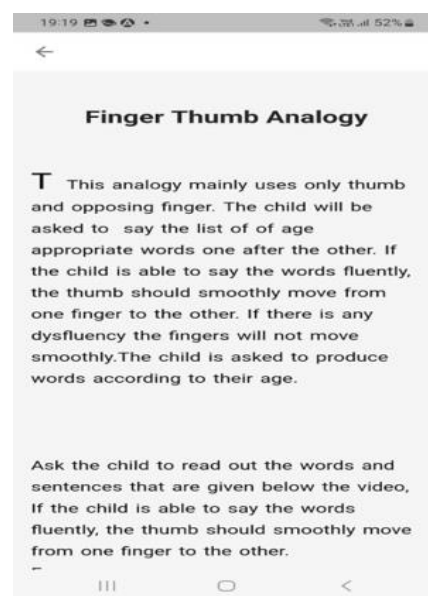 19:19
52%
Finger Thumb Analogy
T This analogy mainly uses only thumb
and opposing finger. The child will be
asked to say the list of of age
appropriate words one after the other. If
the child is able to say the words fluently,
the thumb should smoothly move from
one finger to the other. If there is any
dysfluency the fingers will not move
smoothly.The child is asked to produce
words according to their age.
Ask the child to read out the words and
sentences that are given below the video,
If the child is able to say the words
fluently, the thumb should smoothly move
from one finger to the other.